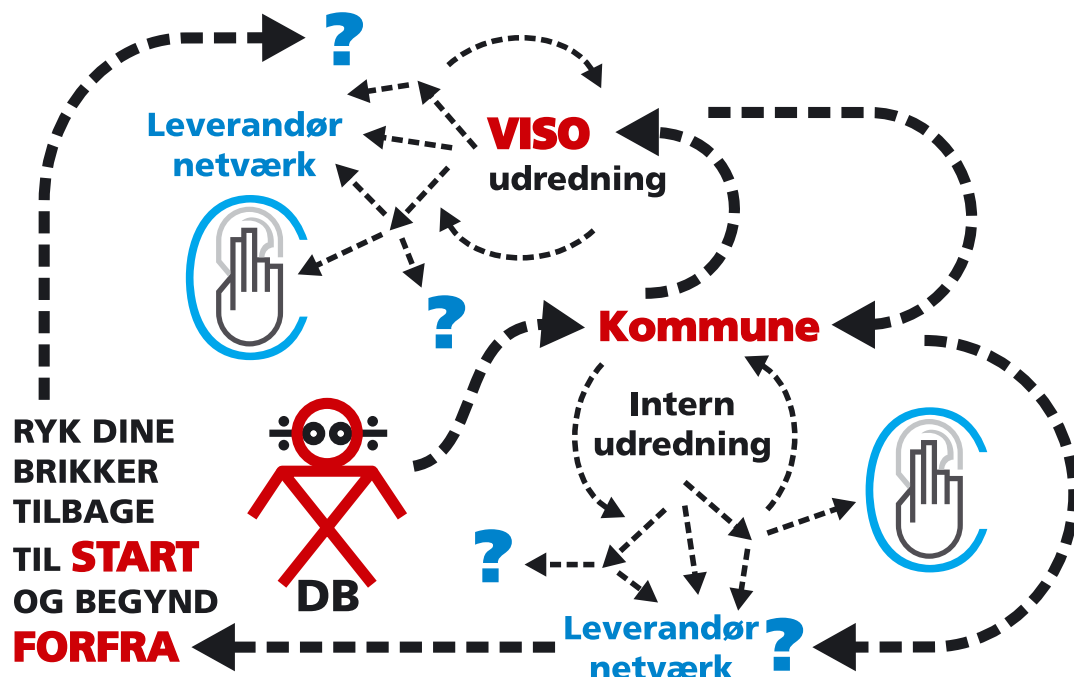 ?
Leverandør
netværk
VISO
udredning
?
Kommune
Intern
udredning
RYK DINE
BRIKKER
TILBAGE
TIL START
OG BEGYND
FORFRA
DB
?
Leverandør
netværk
?